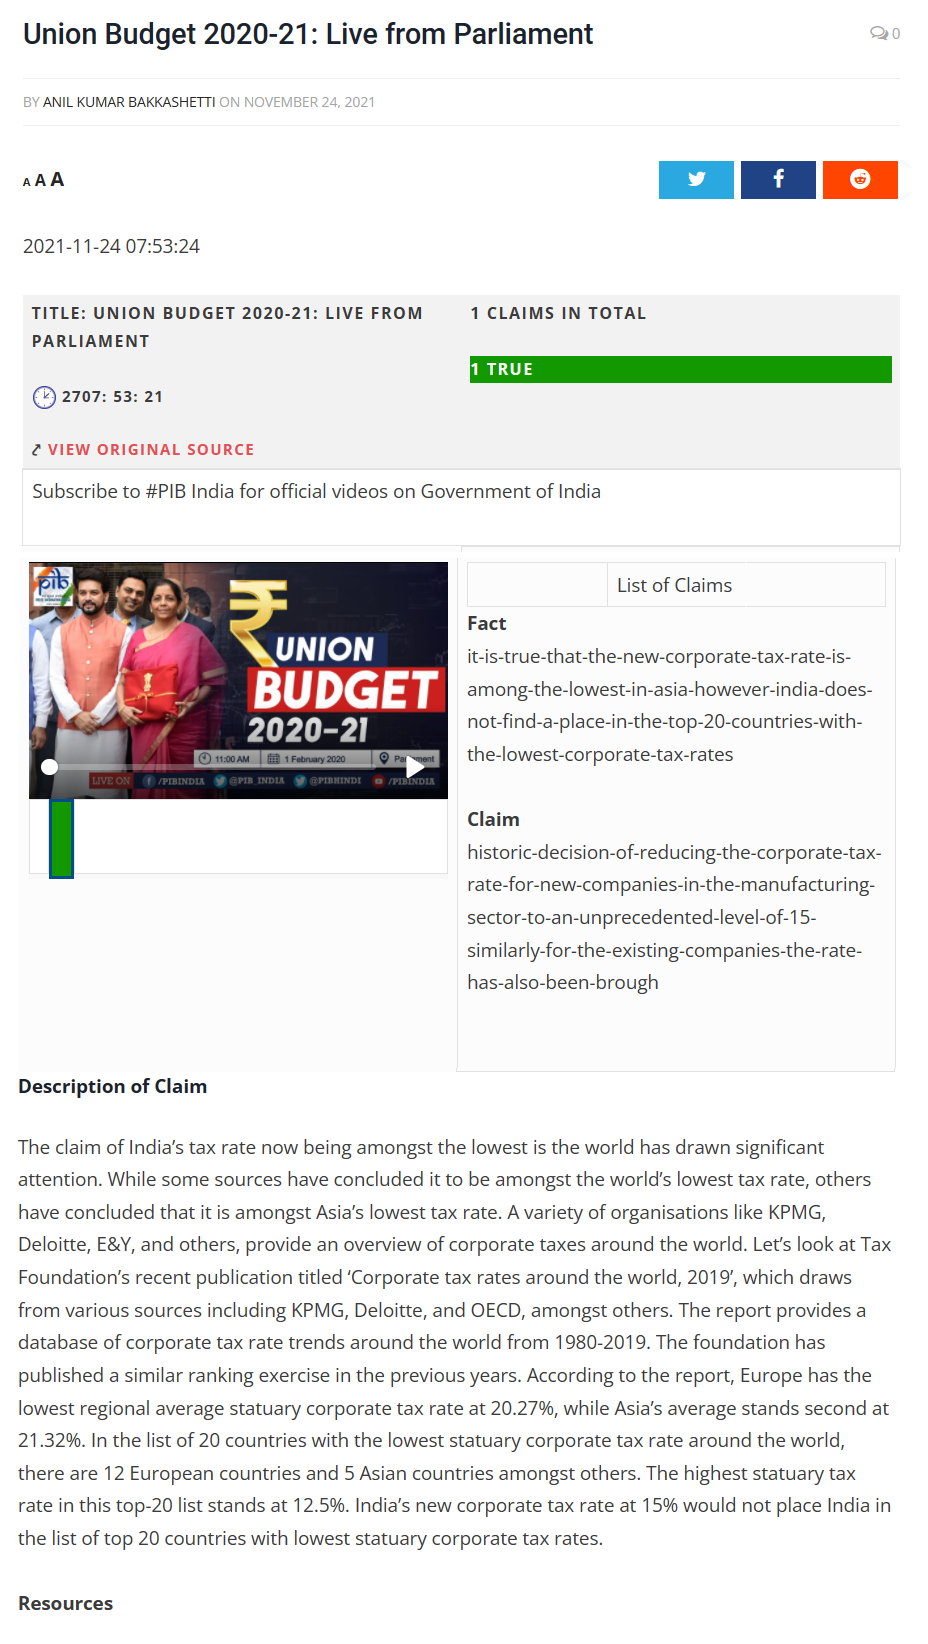 Union Budget 2020-21: Live from Parliament
0
BY ANIL KUMAR BAKKASHETTI ON NOVEMBER 24, 2021
A A A
2021-11-24 07:53:24
TITLE: UNION BUDGET 2020-21: LIVE FROM
PARLIAMENT
2707: 53: 21
VIEW ORIGINAL SOURCE
1 CLAIMS IN TOTAL
1 TRUE
Subscribe to #PIB India for official videos on Government of India
pib
₹
UNION
BUDGET
2020-21
11:00 AM
1 February 2020
LIVE ON
/PIBINDIA
@PIB_INDIA
@PIBHINDI
/PIBINDIA
List of Claims
Fact
it-is-true-that-the-new-corporate-tax-rate-is-
among-the-lowest-in-asia-however-india-does-
not-find-a-place-in-the-top-20-countries-with-
the-lowest-corporate-tax-rates
Claim
historic-decision-of-reducing-the-corporate-tax-
rate-for-new-companies-in-the-manufacturing-
sector-to-an-unprecedented-level-of-15-
similarly-for-the-existing-companies-the-rate-
has-also-been-brough
Description of Claim
The claim of India’s tax rate now being amongst the lowest is the world has drawn significant
attention. While some sources have concluded it to be amongst the world’s lowest tax rate, others
have concluded that it is amongst Asia’s lowest tax rate. A variety of organisations like KPMG,
Deloitte, E&Y, and others, provide an overview of corporate taxes around the world. Let’s look at Tax
Foundation’s recent publication titled ‘Corporate tax rates around the world, 2019’, which draws
from various sources including KPMG, Deloitte, and OECD, amongst others. The report provides a
database of corporate tax rate trends around the world from 1980-2019. The foundation has
published a similar ranking exercise in the previous years. According to the report, Europe has the
lowest regional average statuary corporate tax rate at 20.27%, while Asia’s average stands second at
21.32%. In the list of 20 countries with the lowest statuary corporate tax rate around the world,
there are 12 European countries and 5 Asian countries amongst others. The highest statuary tax
rate in this top-20 list stands at 12.5%. India’s new corporate tax rate at 15% would not place India in
the list of top 20 countries with lowest statuary corporate tax rates.
Resources